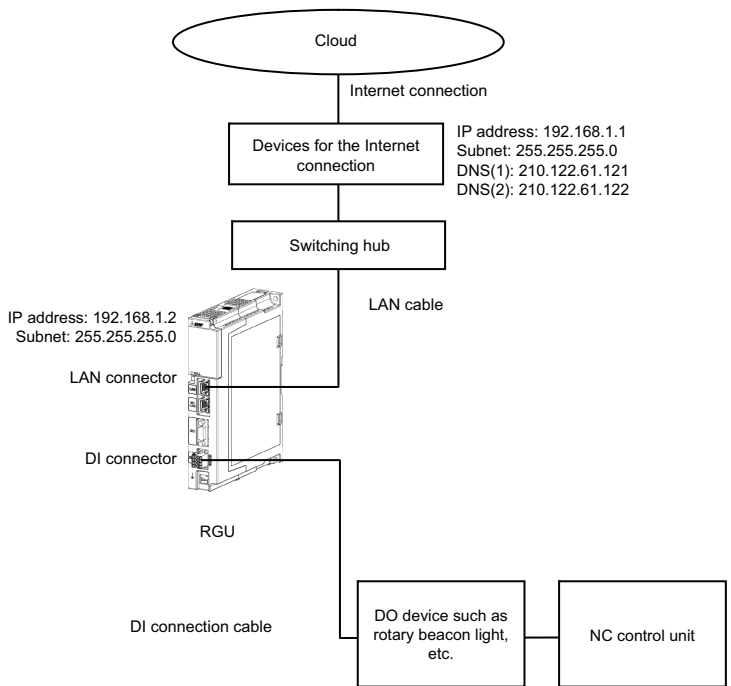 Cloud
Internet connection
Devices for the Internet
connection
IP address: 192.168.1.1
Subnet: 255.255.255.0
DNS(1): 210.122.61.121
DNS(2): 210.122.61.122
Switching hub
LAN cable
IP address: 192.168.1.2
Subnet: 255.255.255.0
LAN connector
DI connector
RGU
DI connection cable
DO device such as
rotary beacon light,
etc.
NC control unit